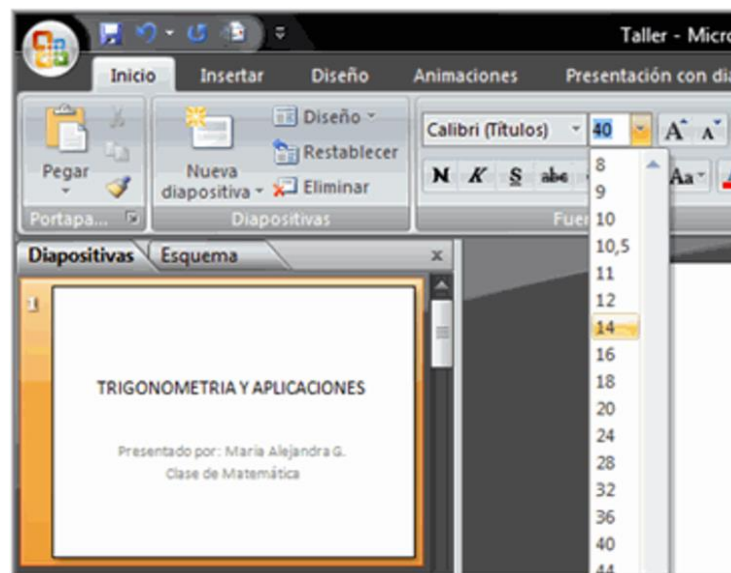 Taller - Micro
Inicio Insertar Diseño Animaciones Presentación con dia
Pegar
Nueva
diapositiva
Diseño
Restablecer
Eliminar
Calibri (Títulos) 40 A A
N K S abc Aa
Portapa... Diapositivas Fuen
Diapositivas Esquema x
8
9
10
10,5
11
12
14
16
18
20
24
28
32
36
40
44
1
TRIGONOMETRIA Y APLICACIONES
Presentado por: Maria Alejandra G.
Clase de Matemática